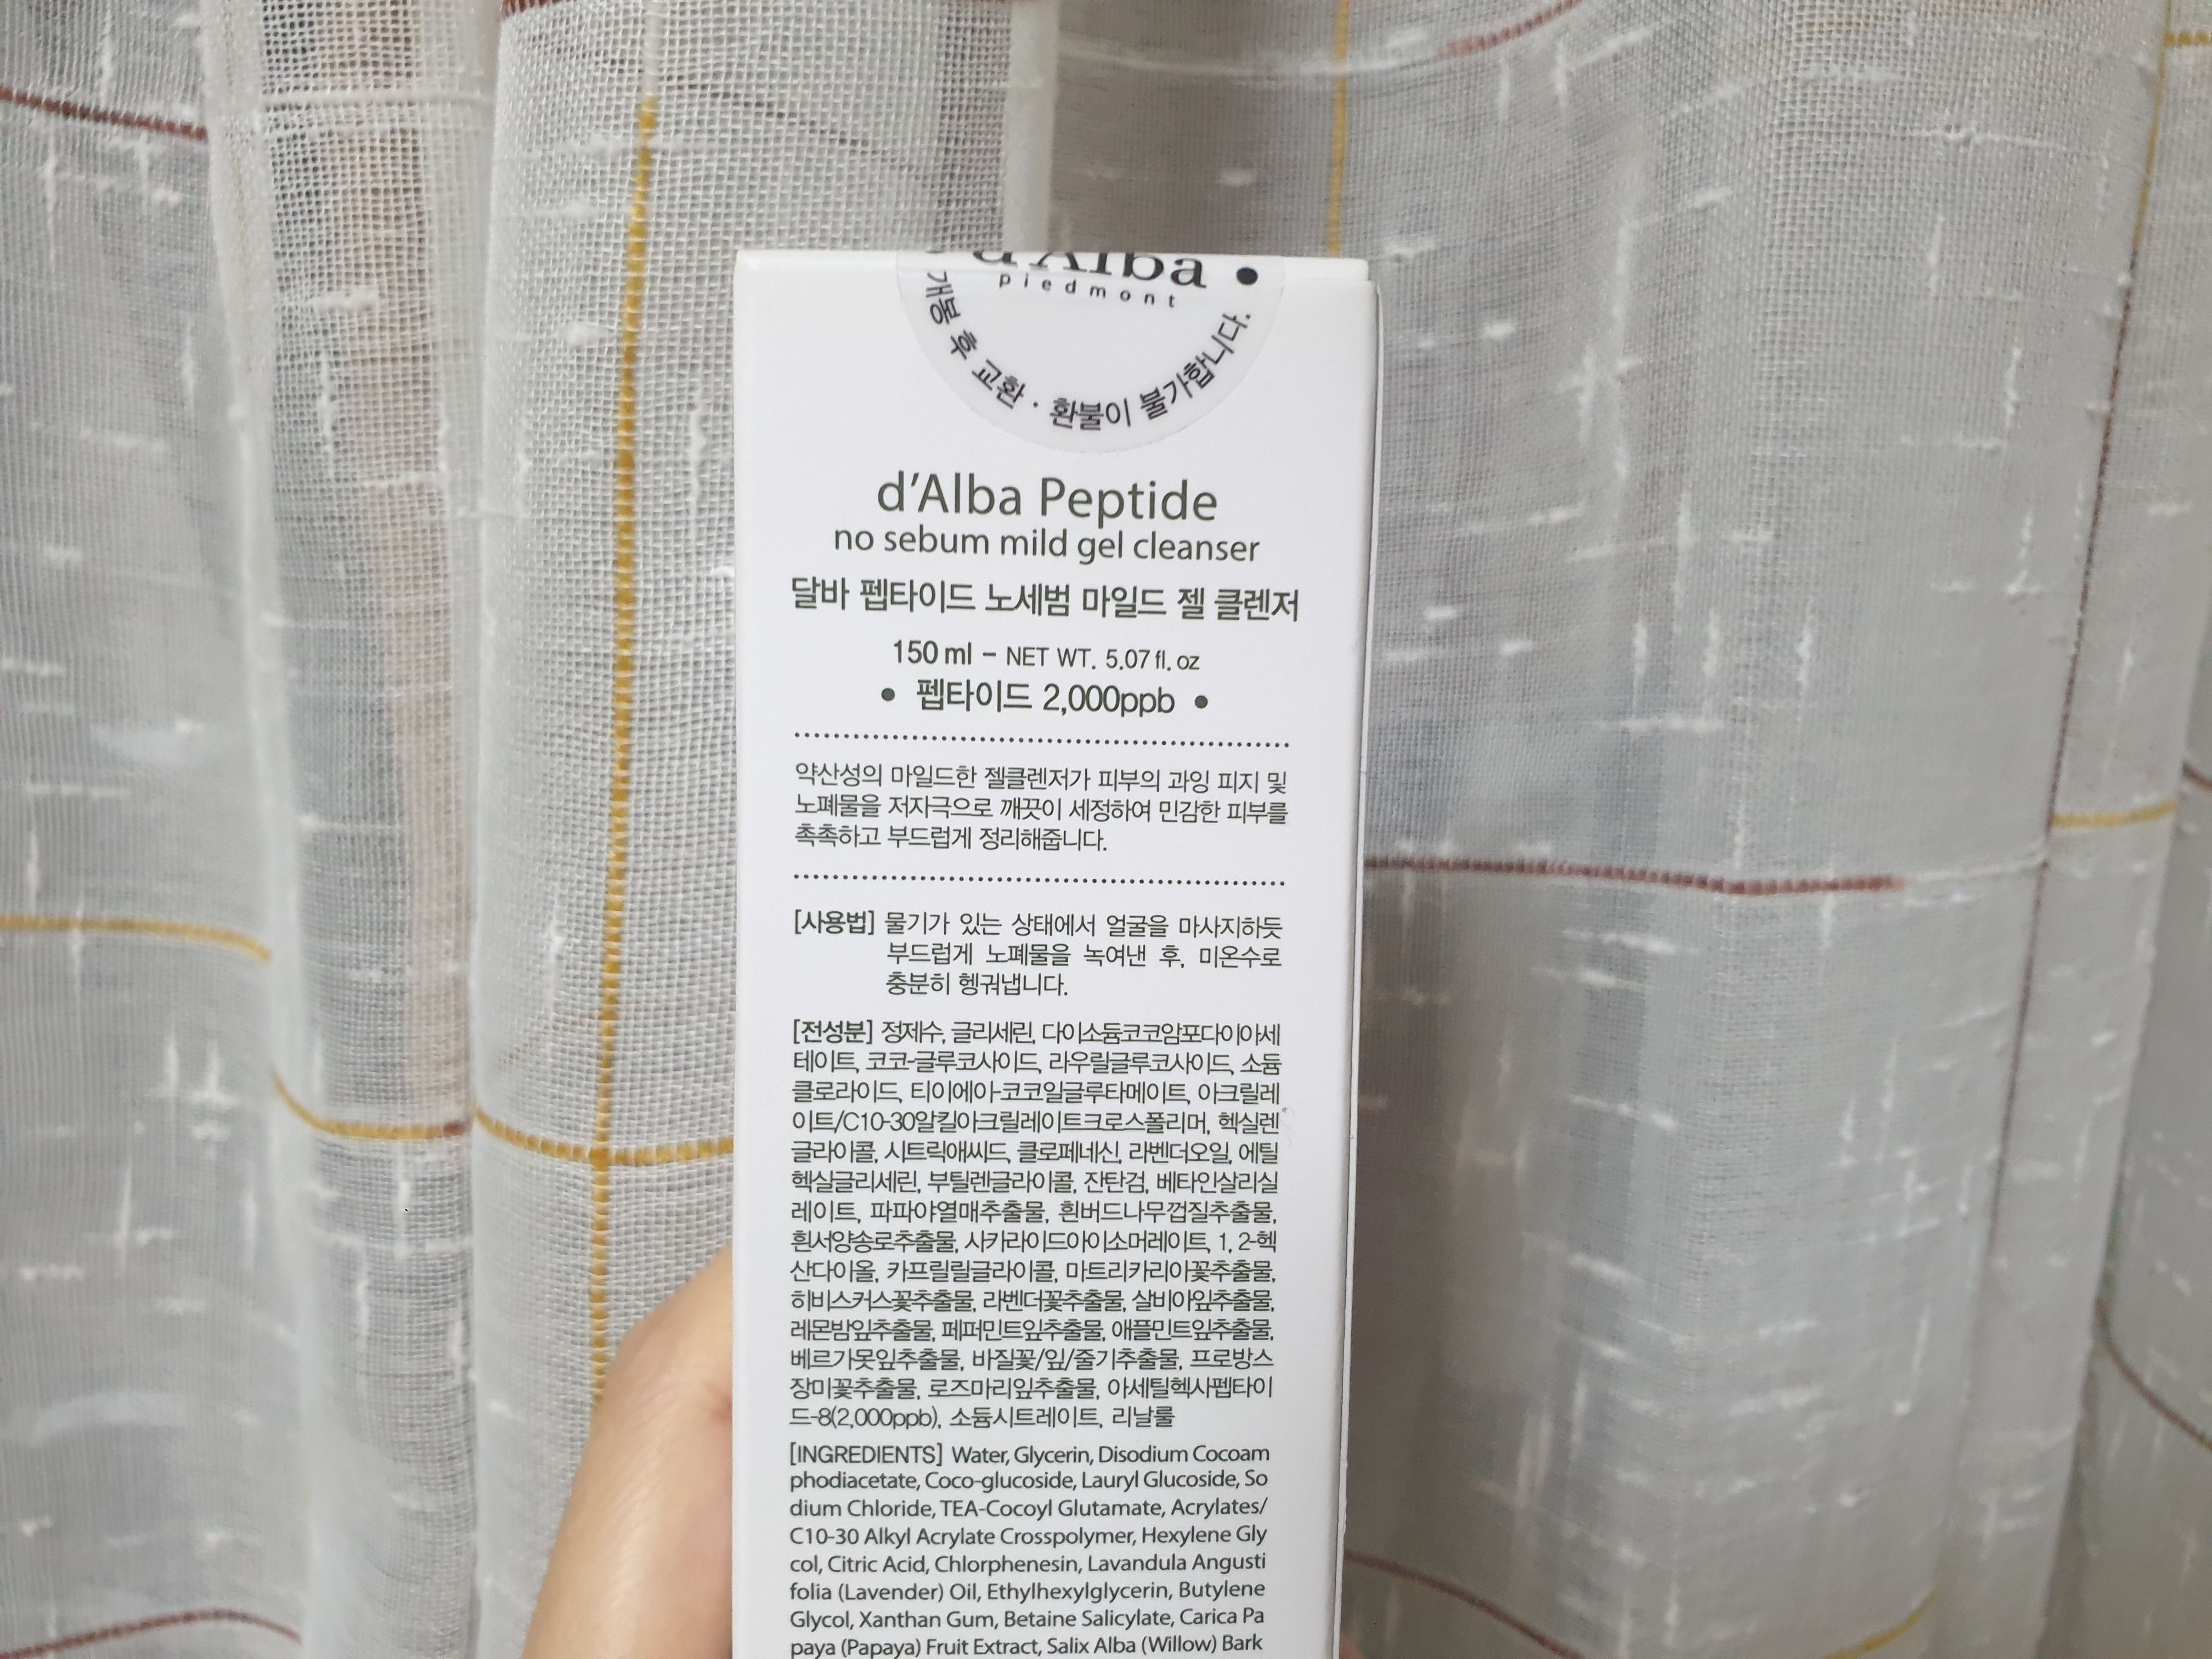 d'Alba
piedmont
개봉 후 교환 · 환불이 불가합니다.
d'Alba Peptide
no sebum mild gel cleanser
달바 펩타이드 노세범 마일드 젤 클렌저
150 ml - NET WT. 5.07 fl. oz
• 펩타이드 2,000ppb •
약산성의 마일드한 젤클렌저가 피부의 과잉 피지 및
노폐물을 저자극으로 깨끗이 세정하여 민감한 피부를
촉촉하고 부드럽게 정리해줍니다.
[사용법] 물기가 있는 상태에서 얼굴을 마사지하듯
부드럽게 노폐물을 녹여낸 후, 미온수로
충분히 헹궈냅니다.
[전성분] 정제수, 글리세린, 다이소듐코코암포다이아세
테이트, 코코-글루코사이드, 라우릴글루코사이드, 소듐
클로라이드, 티이에아-코코일글루타메이트, 아크릴레
이트/C10-30알킬아크릴레이트크로스폴리머, 헥실렌
글라이콜, 시트릭애씨드, 클로페네신, 라벤더오일, 에틸
헥실글리세린, 부틸렌글라이콜, 잔탄검, 베타인살리실
레이트, 파파야열매추출물, 흰버드나무껍질추출물,
흰서양송로추출물, 사카라이드아이소머레이트, 1, 2-헥
산다이올, 카프릴릴글라이콜, 마트리카리아꽃추출물,
히비스커스꽃추출물, 라벤더꽃추출물, 살비아잎추출물,
레몬밤잎추출물, 페퍼민트잎추출물, 애플민트잎추출물,
베르가못잎추출물, 바질꽃/잎/줄기추출물, 프로방스
장미꽃추출물, 로즈마리잎추출물, 아세틸헥사펩타이
드-8(2,000ppb), 소듐시트레이트, 리날룰
[INGREDIENTS] Water, Glycerin, Disodium Cocoam
phodiacetate, Coco-glucoside, Lauryl Glucoside, So
dium Chloride, TEA-Cocoyl Glutamate, Acrylates/
C10-30 Alkyl Acrylate Crosspolymer, Hexylene Gly
col, Citric Acid, Chlorphenesin, Lavandula Angusti
folia (Lavender) Oil, Ethylhexylglycerin, Butylene
Glycol, Xanthan Gum, Betaine Salicylate, Carica Pa
paya (Papaya) Fruit Extract, Salix Alba (Willow) Bark